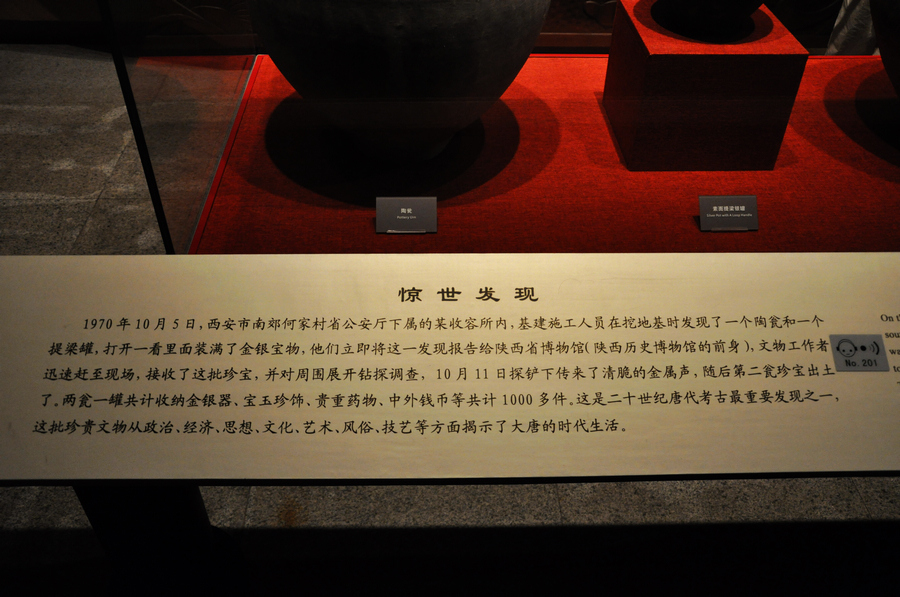 陶瓮
素面提梁银罐
Silver Pot with a Long Handle
惊世发现
1970年10月5日，西安市南郊何家村省公安厅下属的某收容所内，基建施工人员在挖地基时发现了一个陶瓮和一个
提梁罐，打开一看里面装满了金银宝物，他们立即将这一发现报告给陕西省博物馆（陕西历史博物馆的前身），文物工作者
迅速赶至现场，接收了这批珍宝，并对周围展开钻探调查，10月11日探铲下传来了清脆的金属声，随后第二瓮珍宝出土
了。两瓮一罐共计收纳金银器、宝玉珍饰、贵重药物、中外钱币等共计1000多件。这是二十世纪唐代考古最重要发现之一，
这批珍贵文物从政治、经济、思想、文化、艺术、风俗、技艺等方面揭示了大唐的时代生活。
No. 201